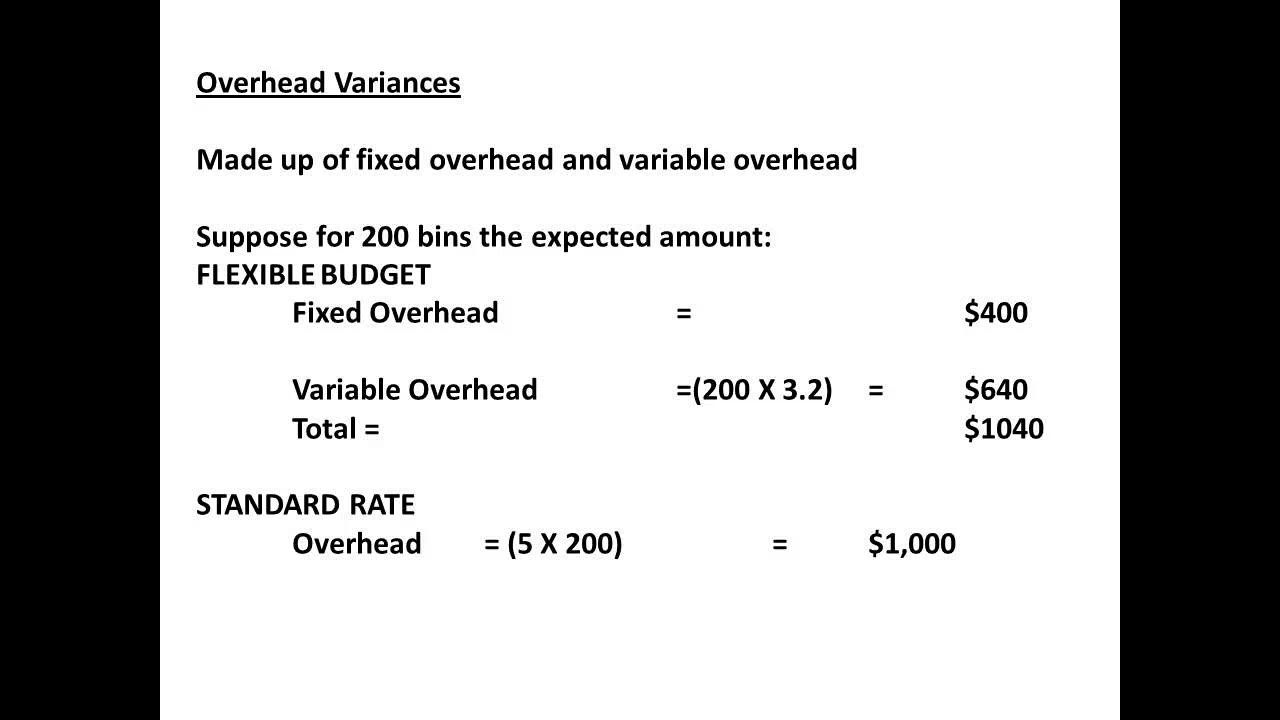 Overhead Variances
Made up of fixed overhead and variable overhead
Suppose for 200 bins the expected amount:
FLEXIBLE BUDGET
Fixed Overhead = $400
Variable Overhead =(200 X 3.2) = $640
Total = $1040
STANDARD RATE
Overhead = (5 X 200) = $1,000